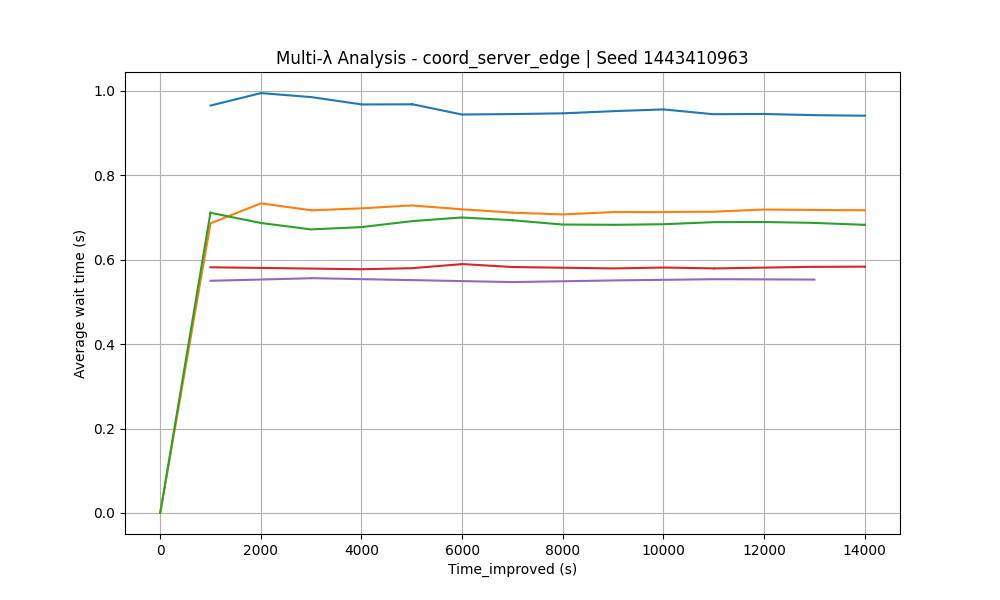 Multi-λ Analysis - coord_server_edge | Seed 1443410963
1.0
0.8
0.6
0.4
0.2
0.0
Average wait time (s)
0 2000 4000 6000 8000 10000 12000 14000
Time_improved (s)